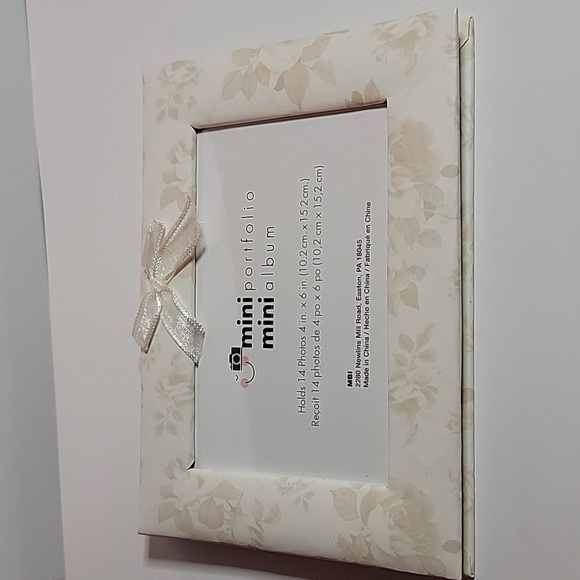 mini portfolio
mini album
Holds 14 Photos 4 in. x 6 in. (10.2 cm. x 15.2 cm.)
Reçoit 14 photos de 4 po x 6 po (10,2 cm x 15,2 cm)
MBI
2280 Newlins Mill Road, Easton, PA 18045
Made in China / Hecho en China / Fabriqué en Chine